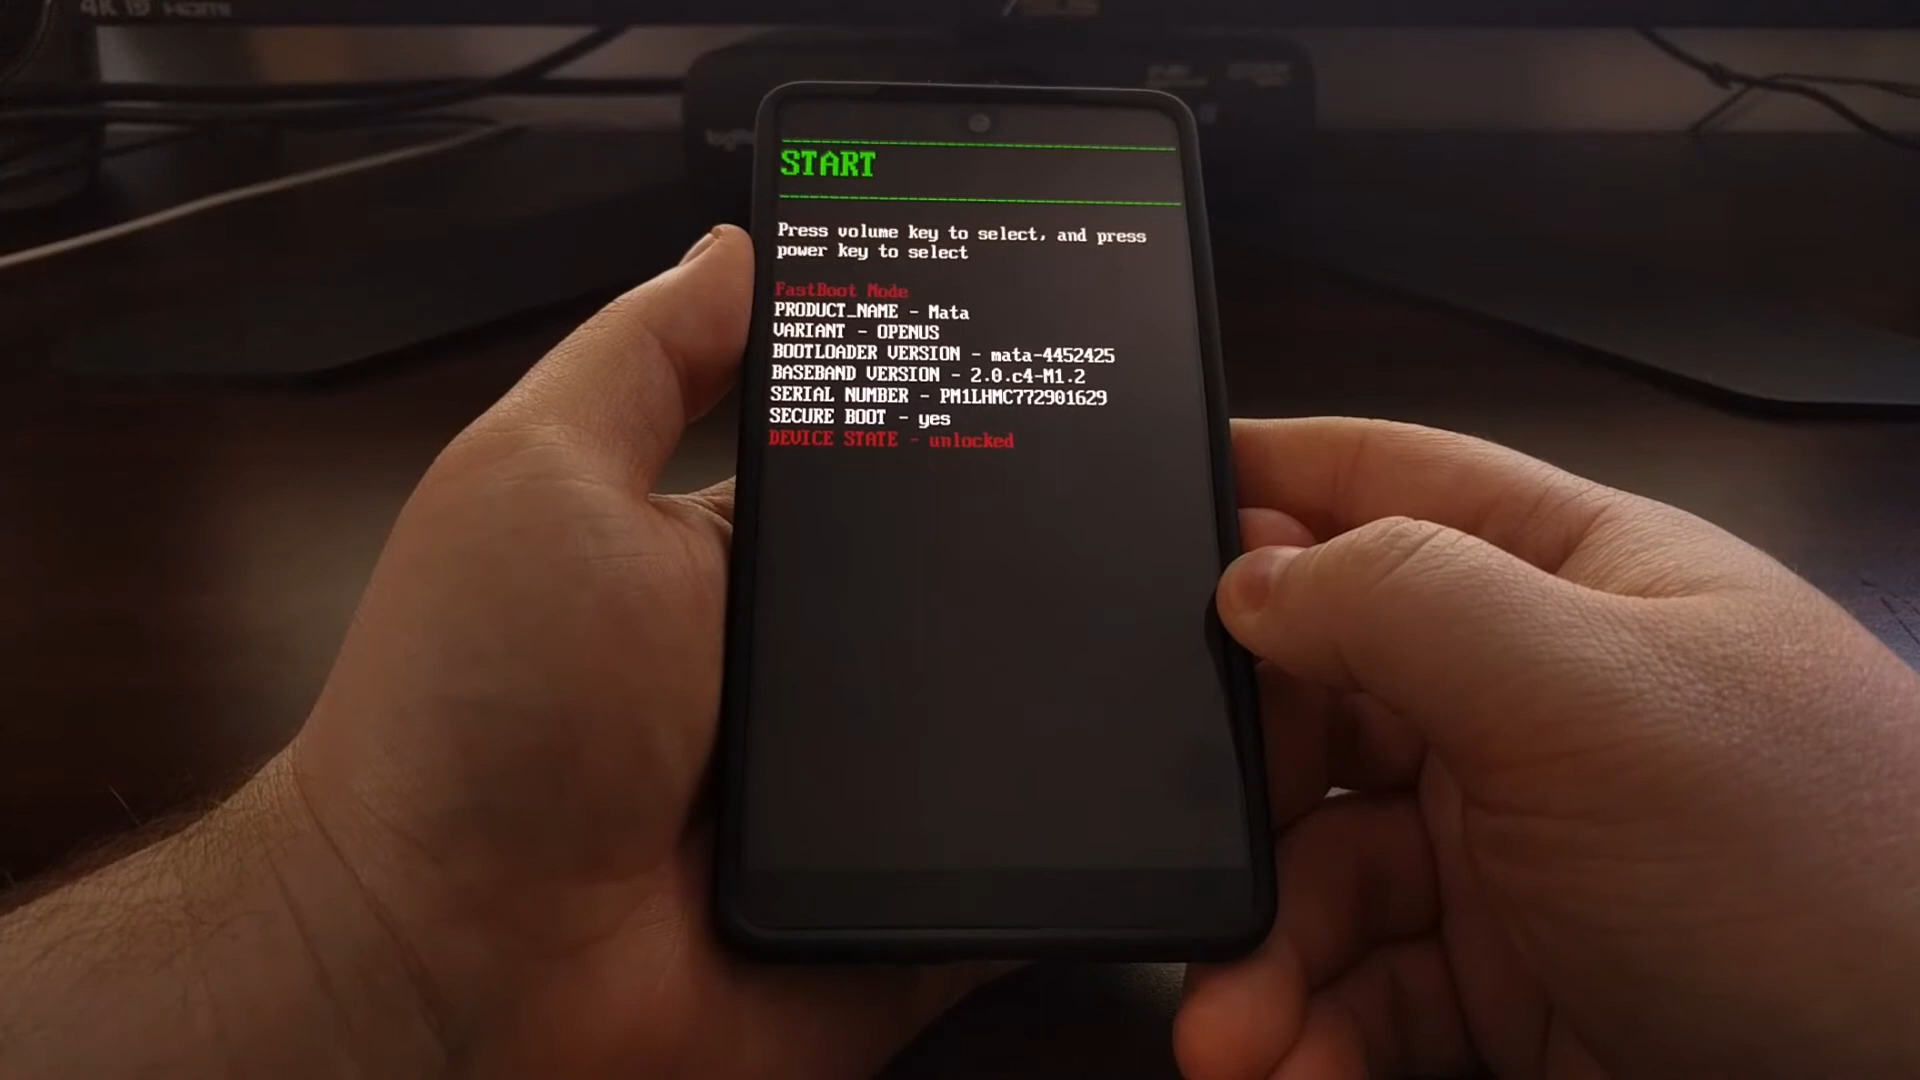 4K HDMI
START
Press volume key to select, and press
power key to select
FastBoot Mode
PRODUCT_NAME - Mata
VARIANT - OPENUS
BOOTLOADER VERSION - mata-4452425
BASEBAND VERSION - 2.0.c4-M1.2
SERIAL NUMBER - PM1LHMC772901629
SECURE BOOT - yes
DEVICE STATE - unlocked